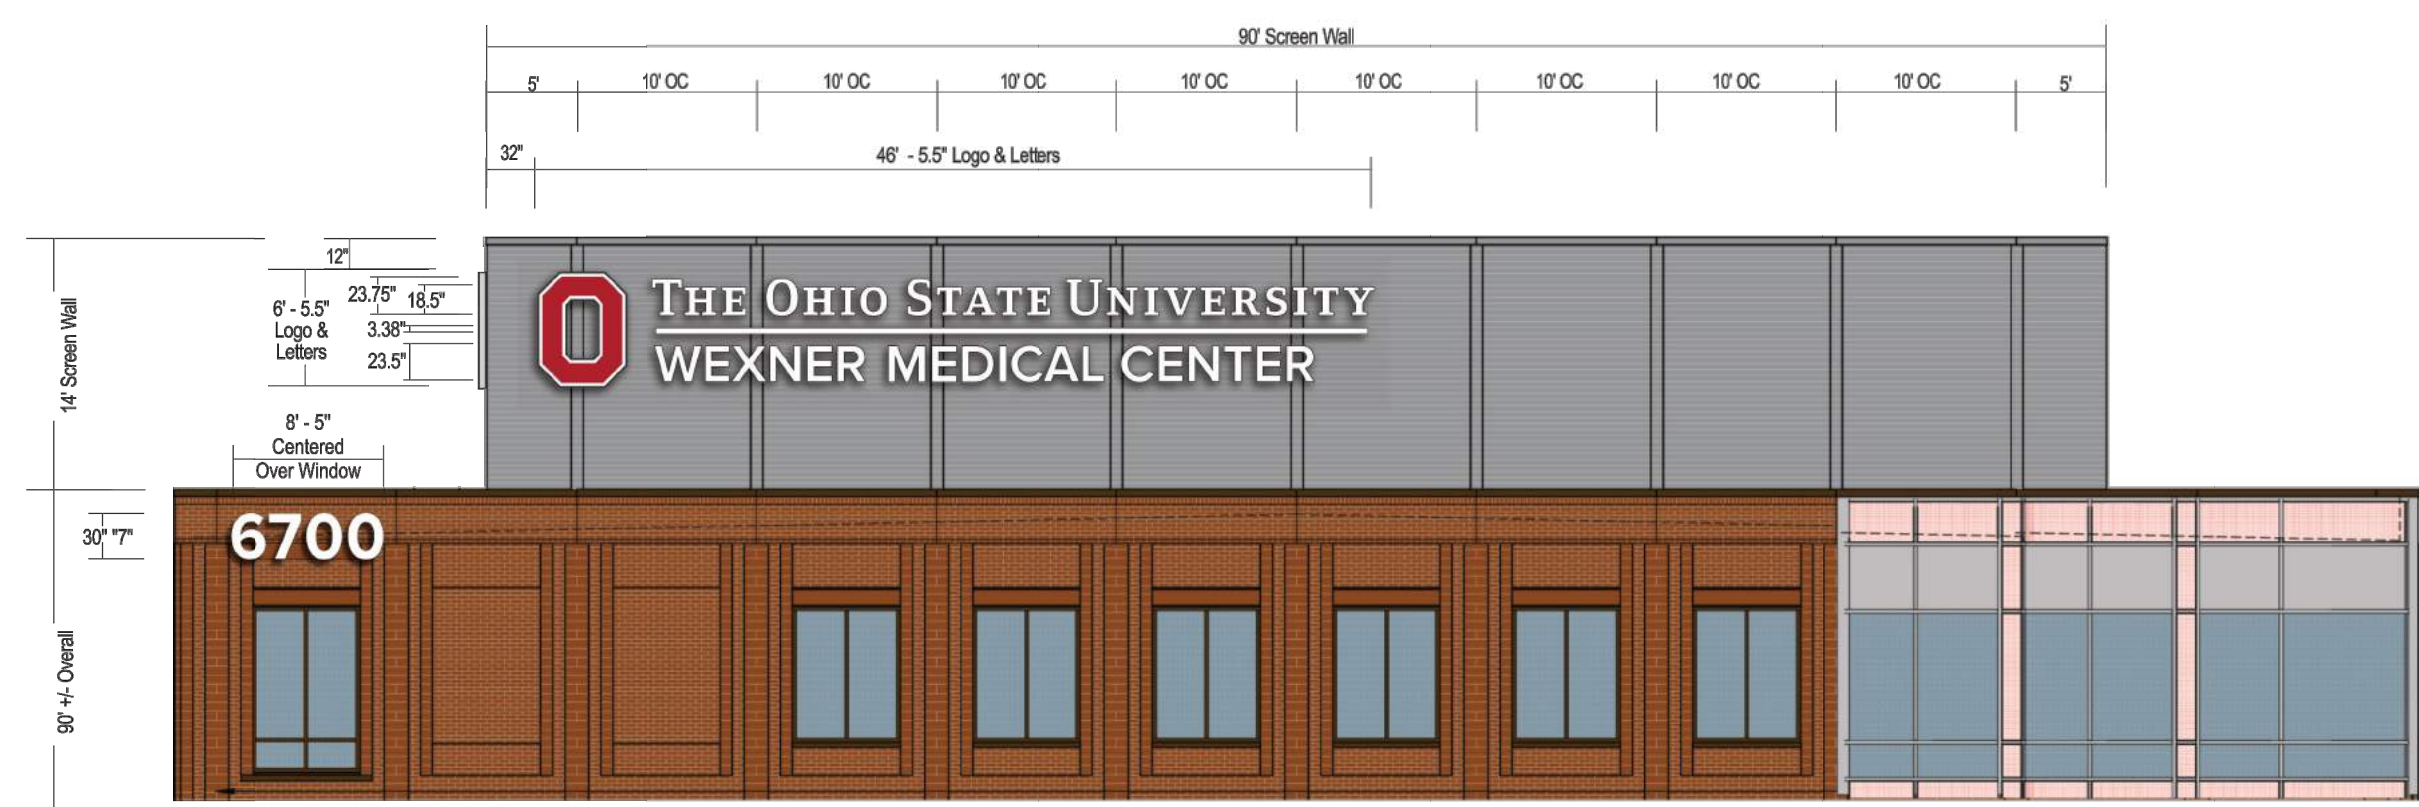 90' Screen Wall
5' 10' OC 10' OC 10' OC 10' OC 10' OC 10' OC 10' OC 10' OC 5'
32" 46' - 5.5" Logo & Letters
12"
23.75" 18.5"
6' - 5.5"
Logo &
Letters
3.38"
23.5"
14' Screen Wall
THE OHIO STATE UNIVERSITY
WEXNER MEDICAL CENTER
8' - 5"
Centered
Over Window
30" "7"
6700
90' +/- Overall